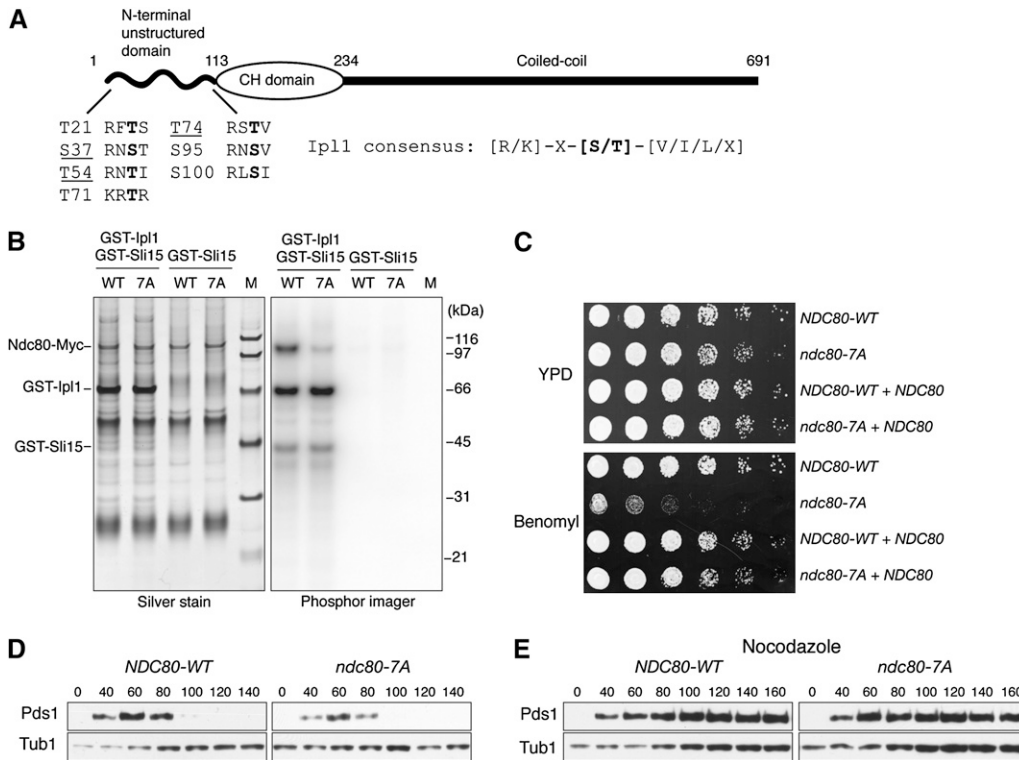 A
N-terminal
unstructured
domain
1 113 234 Coiled-coil 691
CH domain
T21 RFTS T74 RSTV
S37 RNST S95 RNSV
T54 RNTI S100 RLSI
T71 KRTR
Ipl1 consensus: [R/K]-X-[S/T]-[V/I/L/X]
B
GST-Ipl1
GST-Sli15 GST-Sli15
WT 7A WT 7A M
GST-Ipl1
GST-Sli15 GST-Sli15
WT 7A WT 7A M
(kDa)
Ndc80-Myc–
GST-Ipl1 –
GST-Sli15–
–116
–97
–66
–45
–31
–21
Silver stain
Phosphor imager
C
YPD
NDC80-WT
ndc80-7A
NDC80-WT + NDC80
ndc80-7A + NDC80
Benomyl
NDC80-WT
ndc80-7A
NDC80-WT + NDC80
ndc80-7A + NDC80
D
NDC80-WT ndc80-7A
0 40 60 80 100 120 140 0 40 60 80 100 120 140
Pds1
Tub1
E
Nocodazole
NDC80-WT ndc80-7A
0 40 60 80 100 120 140 160 0 40 60 80 100 120 140 160
Pds1
Tub1